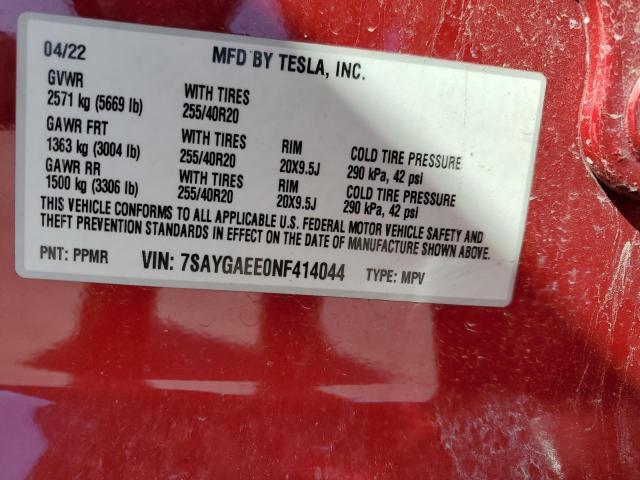 04/22 MFD BY TESLA, INC.
GVWR
2571 kg (5669 lb) WITH TIRES 255/40R20
GAWR FRT
1363 kg (3004 lb) WITH TIRES 255/40R20 RIM 20X9.5J COLD TIRE PRESSURE 290 kPa, 42 psi
GAWR RR
1500 kg (3306 lb) WITH TIRES 255/40R20 RIM 20X9.5J COLD TIRE PRESSURE 290 kPa, 42 psi
THIS VEHICLE CONFORMS TO ALL APPLICABLE U.S. FEDERAL MOTOR VEHICLE SAFETY AND
THEFT PREVENTION STANDARDS IN EFFECT ON THE DATE OF MANUFACTURE SHOWN ABOVE.
PNT: PPMR VIN: 7SAYGAEE0NF414044 TYPE: MPV